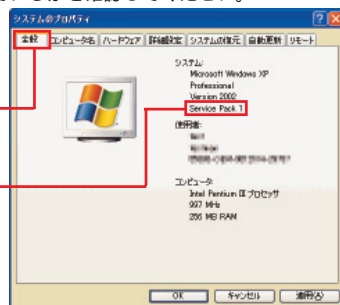 システムのプロパティ
全般 コンピュータ名 ハードウェア 詳細設定 システムの復元 自動更新 リモート
システム:
Microsoft Windows XP
Professional
Version 2002
Service Pack 1
使用者:
コンピュータ:
Intel Pentium III プロセッサ
997 MHz
256 MB RAM
OK キャンセル 適用(A)